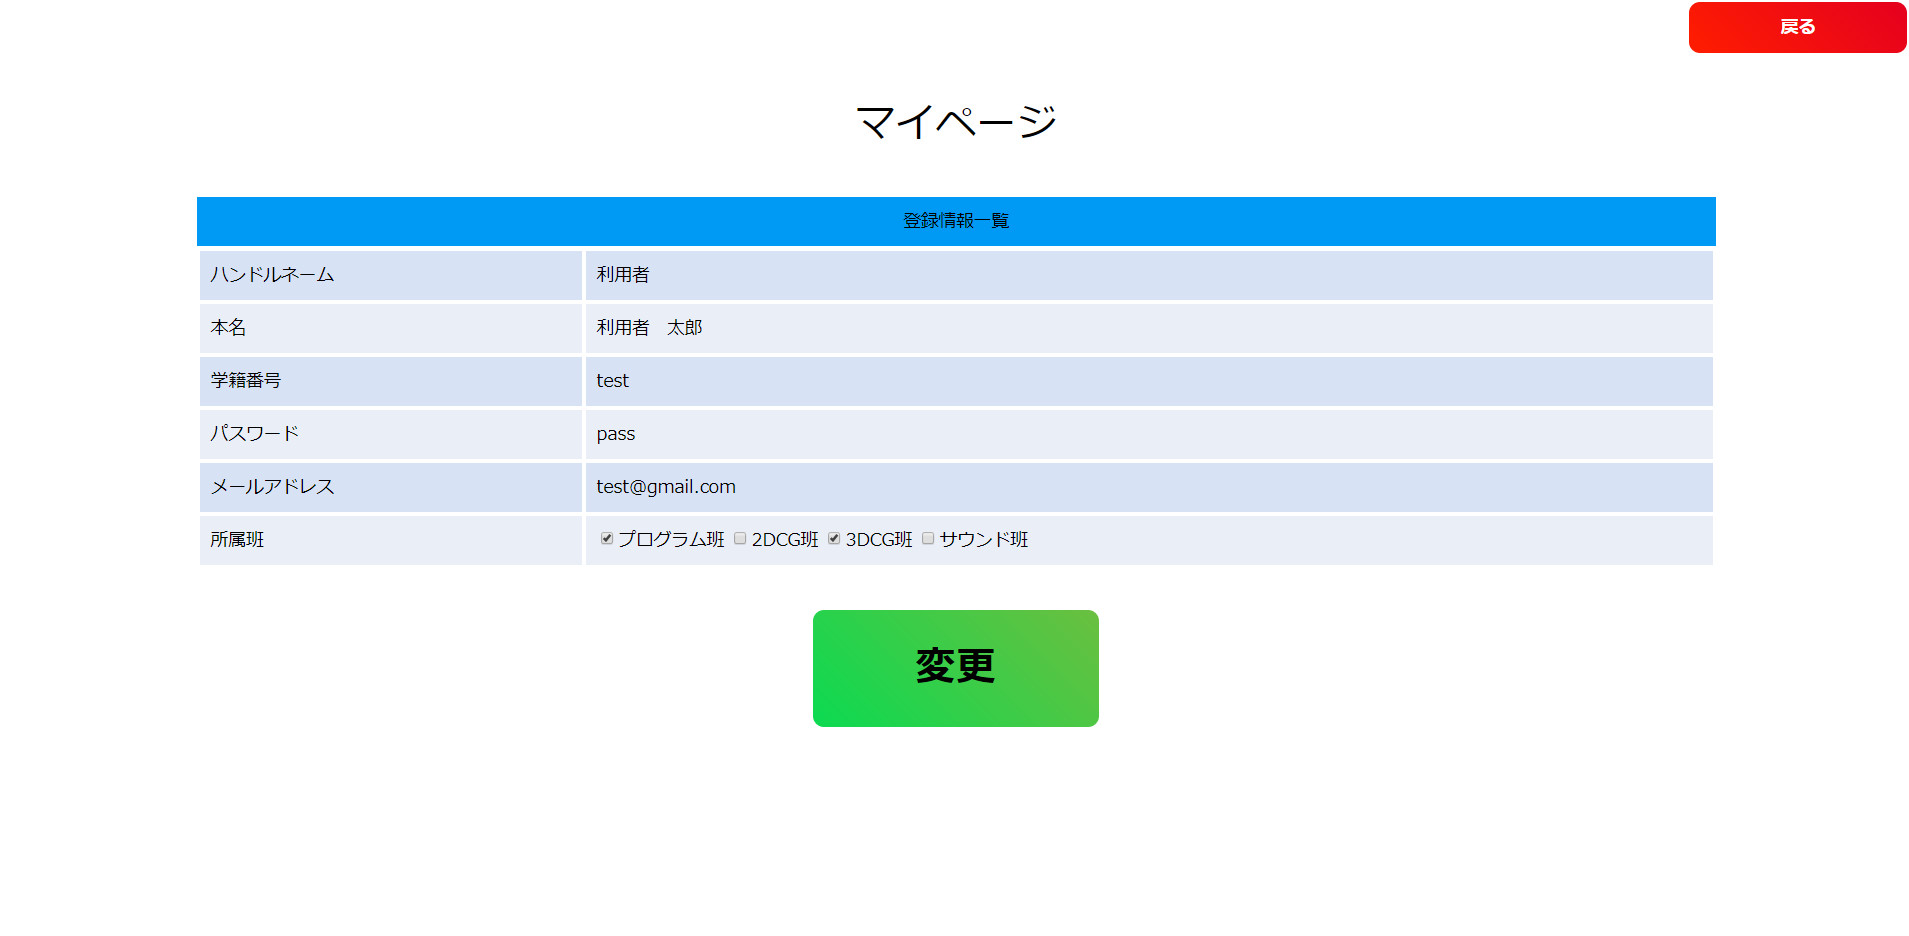 戻る
マイページ
登録情報一覧
ハンドルネーム 利用者
本名 利用者　太郎
学籍番号 test
パスワード pass
メールアドレス test@gmail.com
所属班 プログラム班 2DCG班 3DCG班 サウンド班
変更